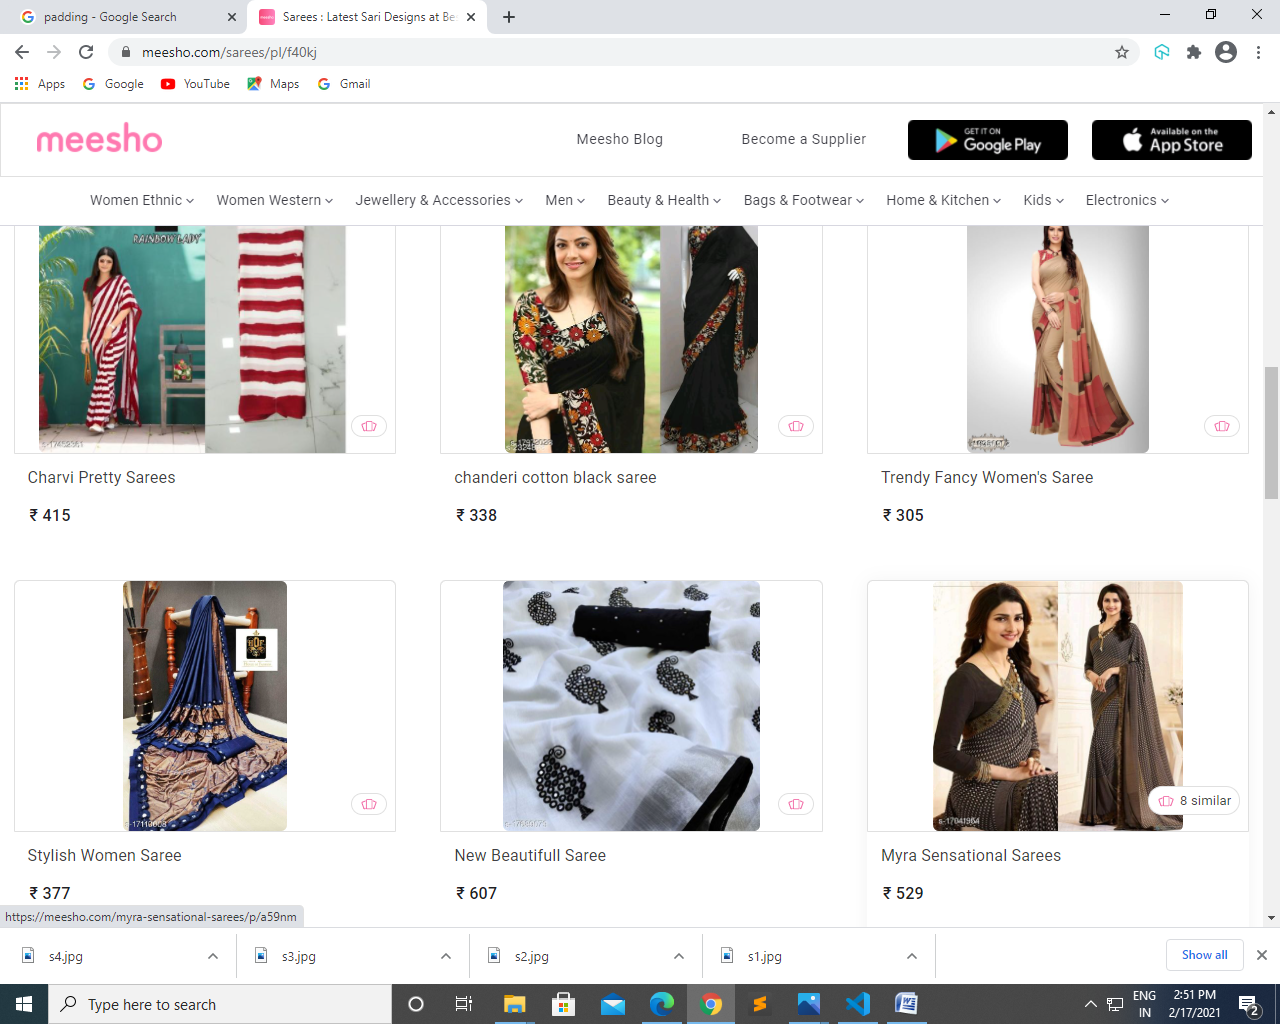 padding - Google Search
Sarees : Latest Sari Designs at Be
meesho.com/sarees/pl/f40kj
Apps Google YouTube Maps Gmail
meesho
Meesho Blog Become a Supplier
GET IT ON
Google Play
Available on the
App Store
Women Ethnic Women Western Jewellery & Accessories Men Beauty & Health Bags & Footwear Home & Kitchen Kids Electronics
RAINBOW LADY
Charvi Pretty Sarees
₹ 415
chanderi cotton black saree
₹ 338
Trendy Fancy Women's Saree
₹ 305
HOF
8 similar
Stylish Women Saree
₹ 377
New Beautifull Saree
₹ 607
Myra Sensational Sarees
₹ 529
https://meesho.com/myra-sensational-sarees/p/a59nm
s4.jpg s3.jpg s2.jpg s1.jpg Show all
Type here to search
ENG
IN
2:51 PM
2/17/2021
2